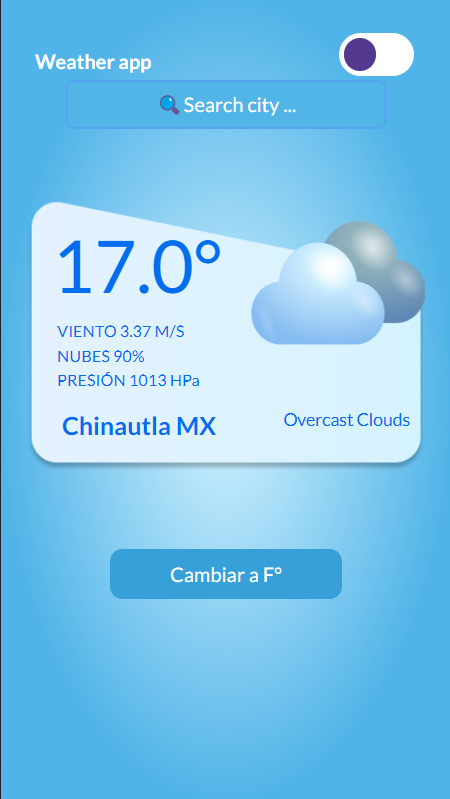 Weather app
Search city ...
17.0°
VIENTO 3.37 M/S
NUBES 90%
PRESIÓN 1013 HPa
Chinautla MX
Overcast Clouds
Cambiar a F°